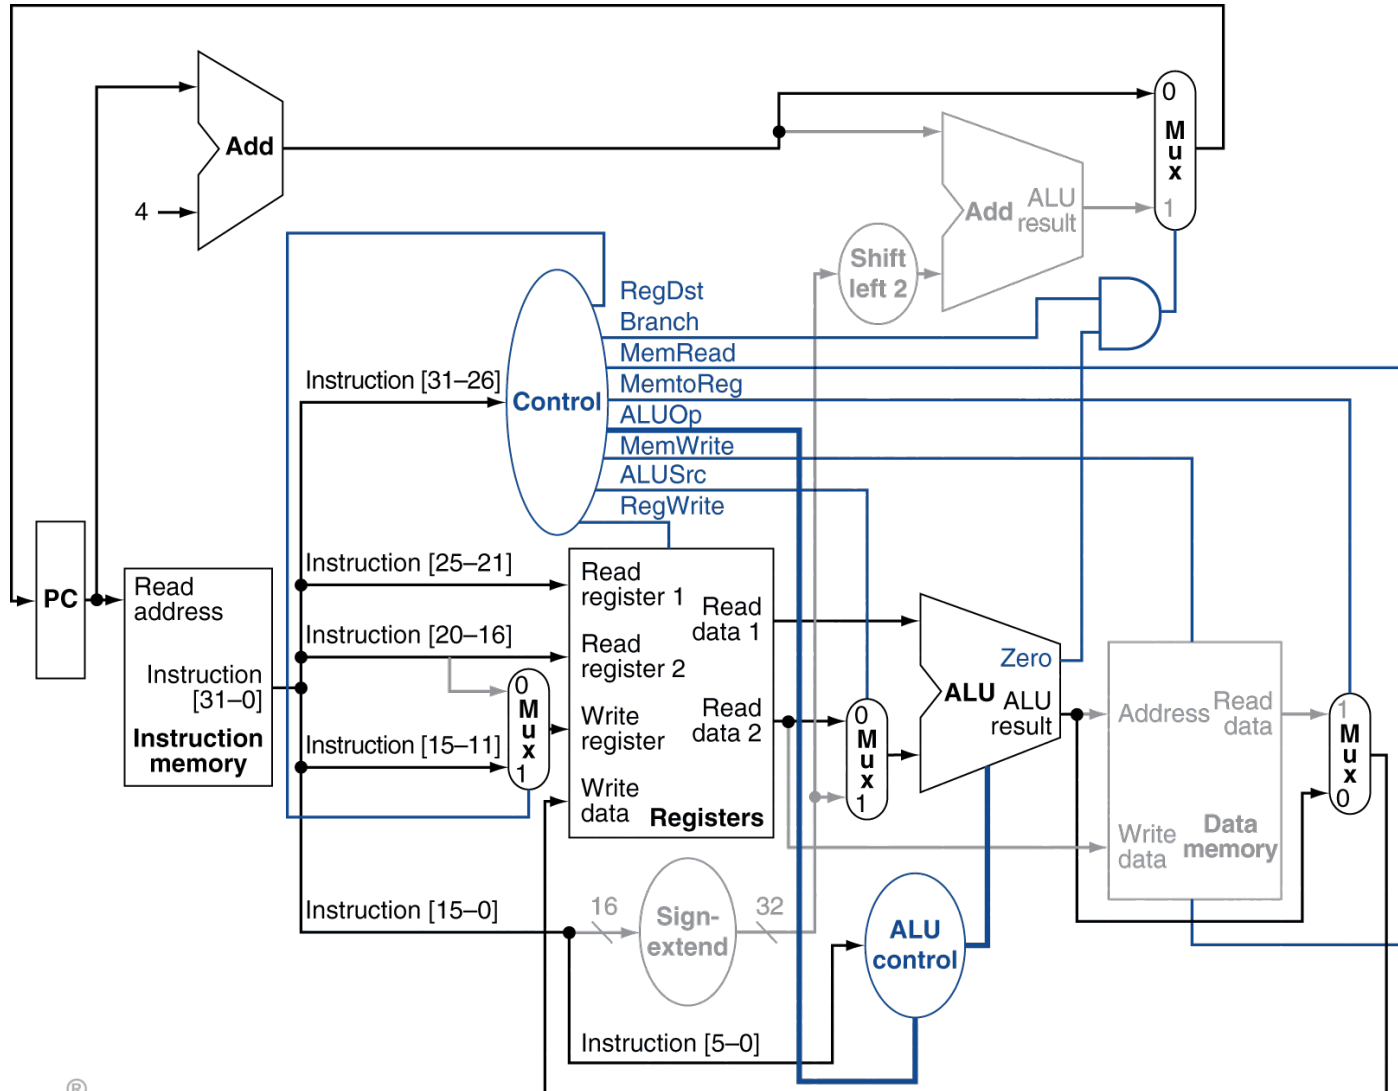 0
M
u
x
1
Add
4
Add
ALU
result
Shift
left 2
RegDst
Branch
MemRead
MemtoReg
ALUOp
MemWrite
ALUSrc
RegWrite
Control
Instruction [31–26]
Instruction [25–21]
Instruction [20–16]
Instruction [15–11]
Instruction [15–0]
Instruction [5–0]
PC
Read
address
Instruction
[31–0]
Instruction
memory
0
M
u
x
1
Read
register 1
Read
register 2
Write
register
Write
data
Read
data 1
Read
data 2
Registers
0
M
u
x
1
Zero
ALU
ALU
result
Address
Read
data
Write
data
Data
memory
1
M
u
x
0
16
Sign-
extend
32
ALU
control
®